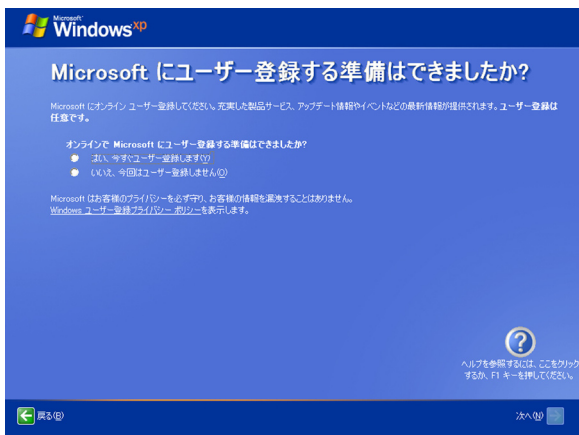 Microsoft
Windows xp
Microsoft にユーザー登録する準備はできましたか?
Microsoft にオンライン ユーザー登録してください。充実した製品サービス、アップデート情報やイベントなどの最新情報が提供されます。ユーザー登録は
任意です。
オンラインで Microsoft にユーザー登録する準備はできましたか?
はい、今すぐユーザー登録します(Y)
いいえ、今回はユーザー登録しません(O)
Microsoft はお客様のプライバシーを必ず守り、お客様の情報を漏洩することはありません。
Windows ユーザー登録プライバシー ポリシーを表示します。
ヘルプを参照するには、ここをクリック
するか、F1 キーを押してください。
戻る(B)
次へ(N)